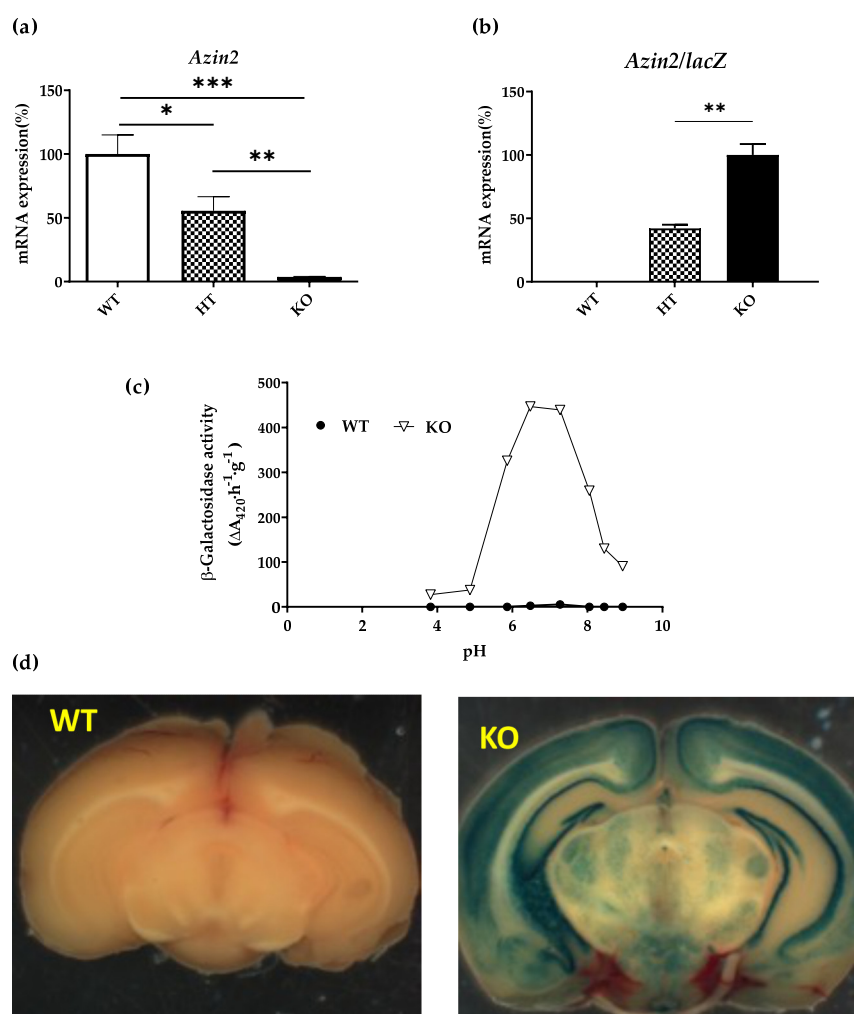 (a)
Azin2
mRNA expression(%)
150
100
50
0
***
*
**
WT
HT
KO
(b)
Azin2/lacZ
mRNA expression(%)
150
100
50
0
**
WT
HT
KO
(c)
β-Galactosidase activity
(ΔA420·h-1·g-1 )
500
400
300
200
100
0
WT KO
0 2 4 6 8 10
pH
(d)
WT
KO